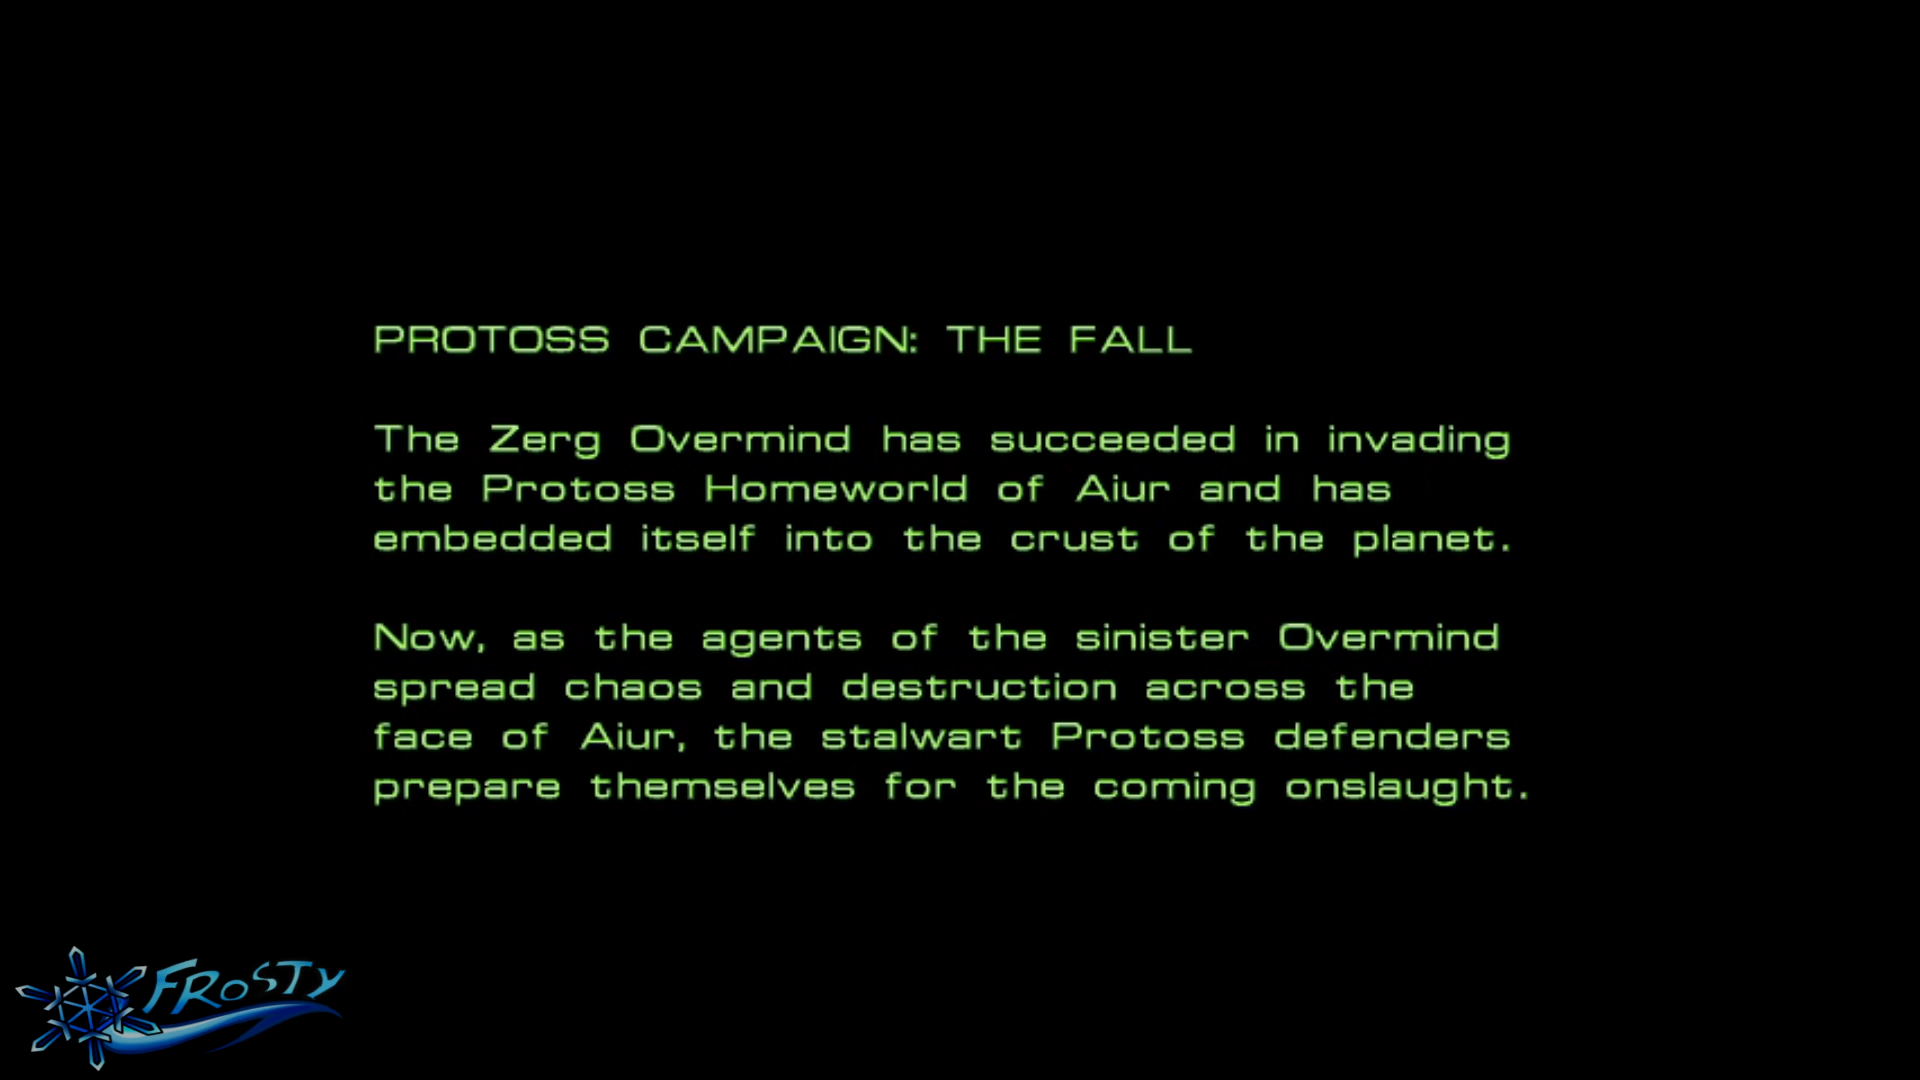 PROTOSS CAMPAIGN: THE FALL
The Zerg Overmind has succeeded in invading
the Protoss Homeworld of Aiur and has
embedded itself into the crust of the planet.
Now, as the agents of the sinister Overmind
spread chaos and destruction across the
face of Aiur, the stalwart Protoss defenders
prepare themselves for the coming onslaught.
FROSTY